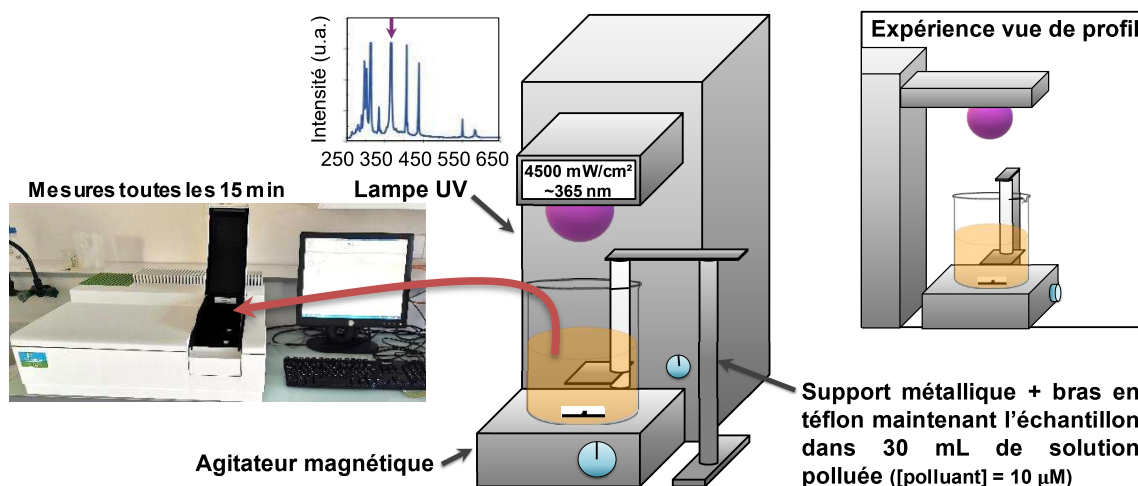 Expérience vue de profil
Intensité (u.a.)
250 350 450 550 650
4500 mW/cm²
~365 nm
Mesures toutes les 15 min
Lampe UV
Support métallique + bras en
téflon maintenant l'échantillon
dans 30 mL de solution
polluée ([polluant] = 10 µM)
Agitateur magnétique